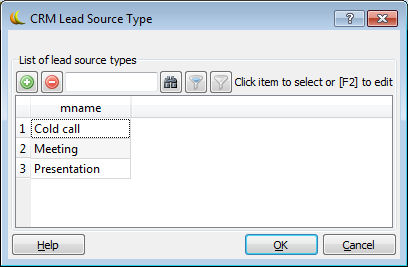 CRM Lead Source Type
List of lead source types
Click item to select or [F2] to edit
mname
1 Cold call
2 Meeting
3 Presentation
Help OK Cancel